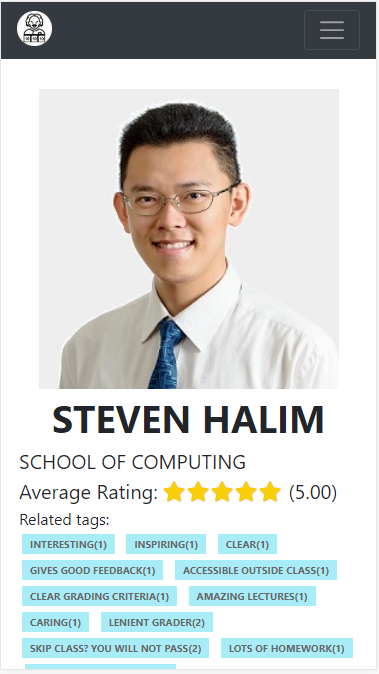 STEVEN HALIM
SCHOOL OF COMPUTING
Average Rating: (5.00)
Related tags:
INTERESTING(1) INSPIRING(1) CLEAR(1)
GIVES GOOD FEEDBACK(1) ACCESSIBLE OUTSIDE CLASS(1)
CLEAR GRADING CRITERIA(1) AMAZING LECTURES(1)
CARING(1) LENIENT GRADER(2)
SKIP CLASS? YOU WILL NOT PASS(2) LOTS OF HOMEWORK(1)